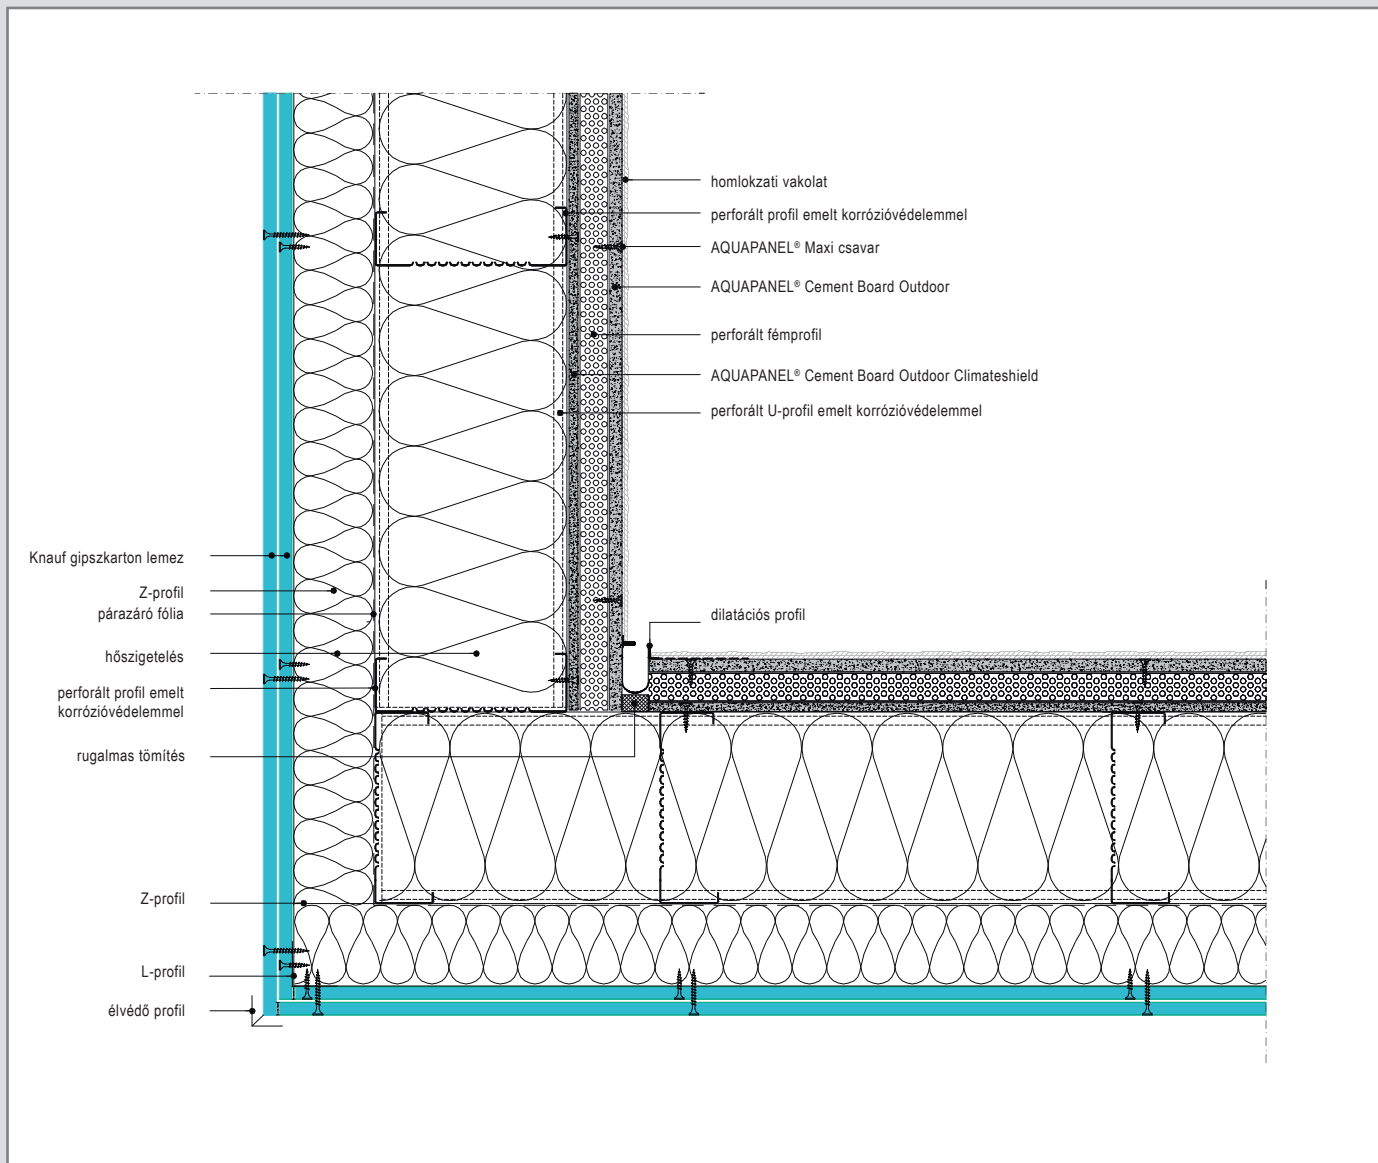 homlokzati vakolat
perforált profil emelt korrózióvédelemmel
AQUAPANEL® Maxi csavar
AQUAPANEL® Cement Board Outdoor
perforált fémprofil
AQUAPANEL® Cement Board Outdoor Climateshield
perforált U-profil emelt korrózióvédelemmel
Knauf gipszkarton lemez
Z-profil
párazáró fólia
dilatációs profil
hőszigetelés
perforált profil emelt
korrózióvédelemmel
rugalmas tömítés
Z-profil
L-profil
élvédő profil